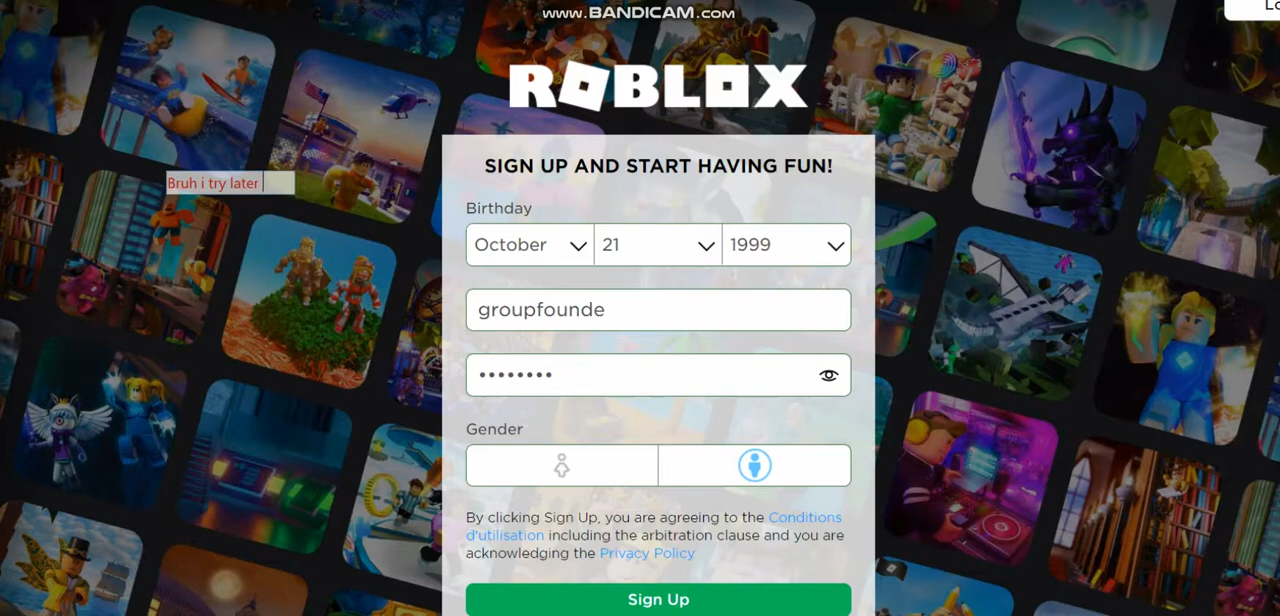 www.BANDICAM.com
Lo
ROBLOX
SIGN UP AND START HAVING FUN!
Bruh i try later
Birthday
October 21 1999
groupfounde
Gender
By clicking Sign Up, you are agreeing to the Conditions
d'utilisation including the arbitration clause and you are
acknowledging the Privacy Policy
Sign Up